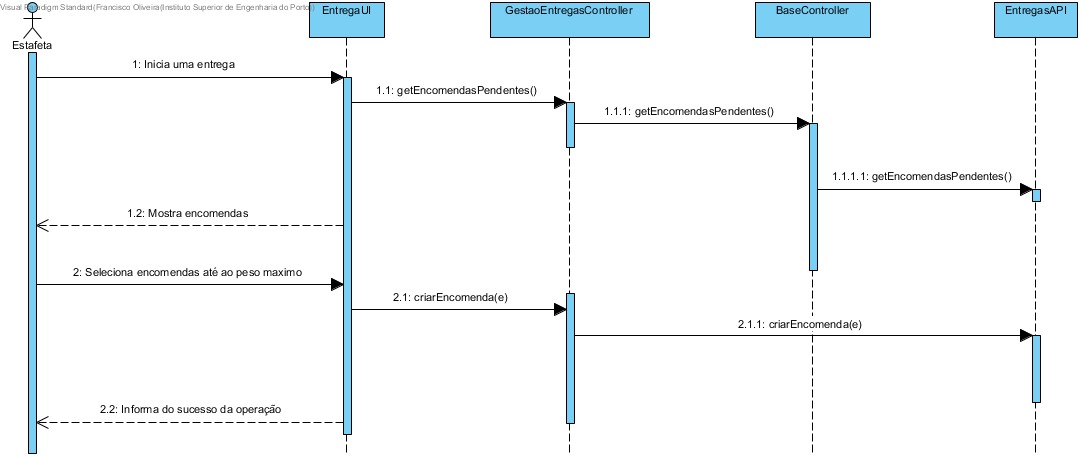 Visual Paradigm Standard(Francisco Oliveira(Instituto Superior de Engenharia do Porto))
EntregaUI
GestaoEntregasController
BaseController
EntregasAPI
Estafeta
1: Inicia uma entrega
1.1: getEncomendasPendentes()
1.1.1: getEncomendasPendentes()
1.1.1.1: getEncomendasPendentes()
1.2: Mostra encomendas
2: Seleciona encomendas até ao peso maximo
2.1: criarEncomenda(e)
2.1.1: criarEncomenda(e)
2.2: Informa do sucesso da operação